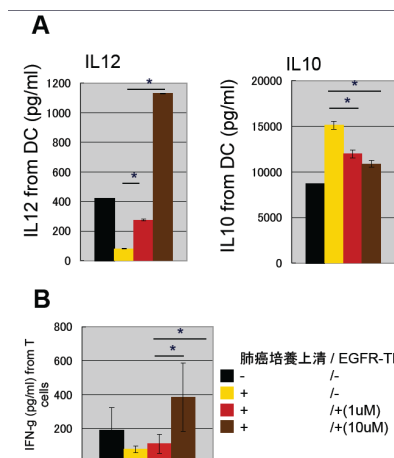 A
IL12
IL10
IL12 from DC (pg/ml)
1200
1000
800
600
400
200
0
*
*
IL10 from DC (pg/ml)
20000
15000
10000
5000
0
*
*
B
IFN-g (pg/ml) from T cells
800
600
400
200
*
*
肺癌培養上清 / EGFR-T
- /-
+ /-
+ /+(1uM)
+ /+(10uM)